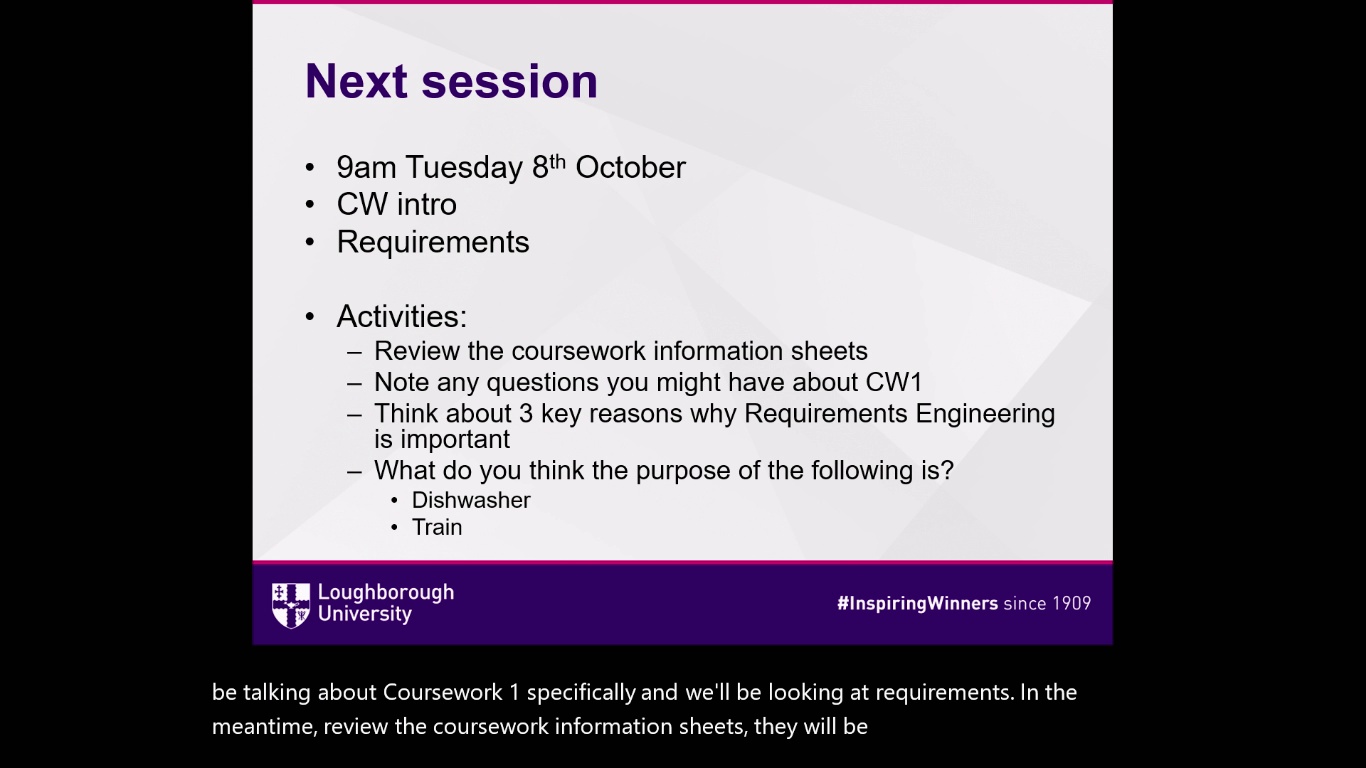 Next session
• 9am Tuesday 8th October
• CW intro
• Requirements
• Activities:
– Review the coursework information sheets
– Note any questions you might have about CW1
– Think about 3 key reasons why Requirements Engineering
is important
– What do you think the purpose of the following is?
• Dishwasher
• Train
Loughborough
University
#InspiringWinners since 1909
be talking about Coursework 1 specifically and we'll be looking at requirements. In the
meantime, review the coursework information sheets, they will be